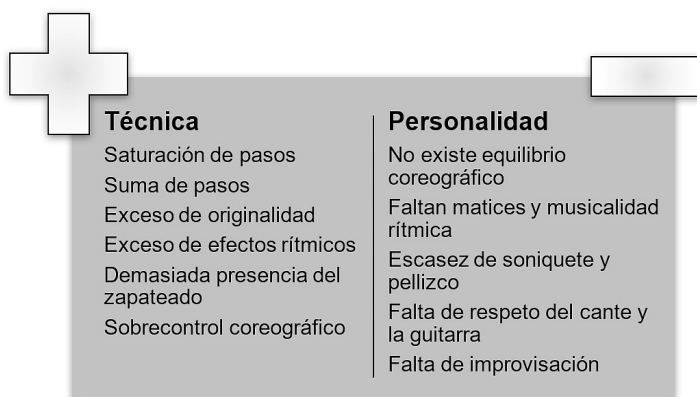 Técnica
Saturación de pasos
Suma de pasos
Exceso de originalidad
Exceso de efectos rítmicos
Demasiada presencia del
zapateado
Sobrecontrol coreográfico
Personalidad
No existe equilibrio
coreográfico
Faltan matices y musicalidad
rítmica
Escasez de soniquete y
pellizco
Falta de respeto del cante y
la guitarra
Falta de improvisación